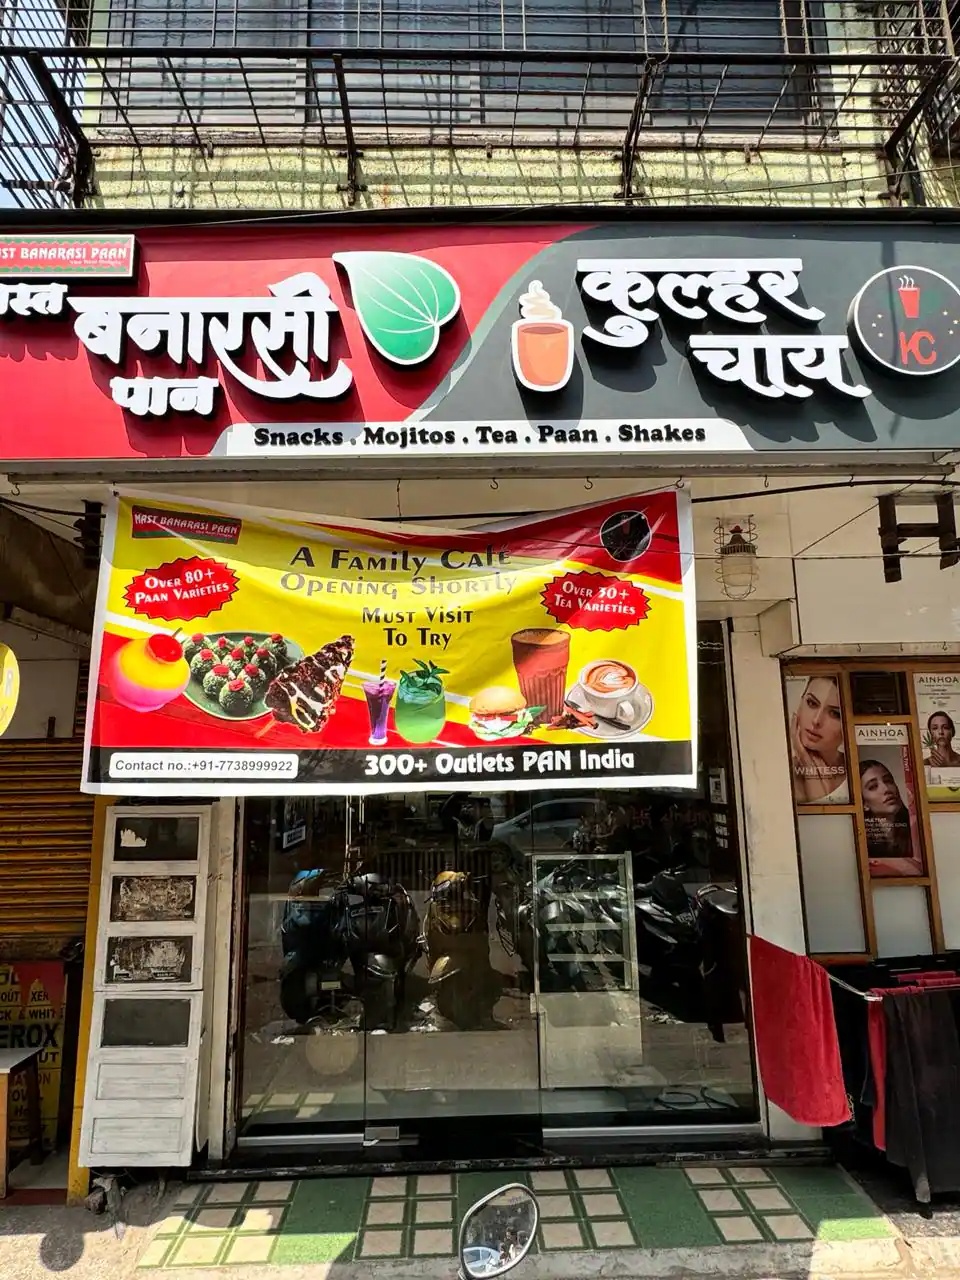 ST BANARASI PAAN
मस्त
बनारसी
पान
कुल्हर
चाय
KC
Snacks . Mojitos . Tea . Paan . Shakes
MAST BANARASI PAAN
A Family Café
Opening Shortly
Must Visit
To Try
Over 80+
Paan Varieties
Over 30+
Tea Varieties
Contact no.:+91-7738999922
300+ Outlets PAN India
AINHOA
AINHOA
WHITESS
XEROX